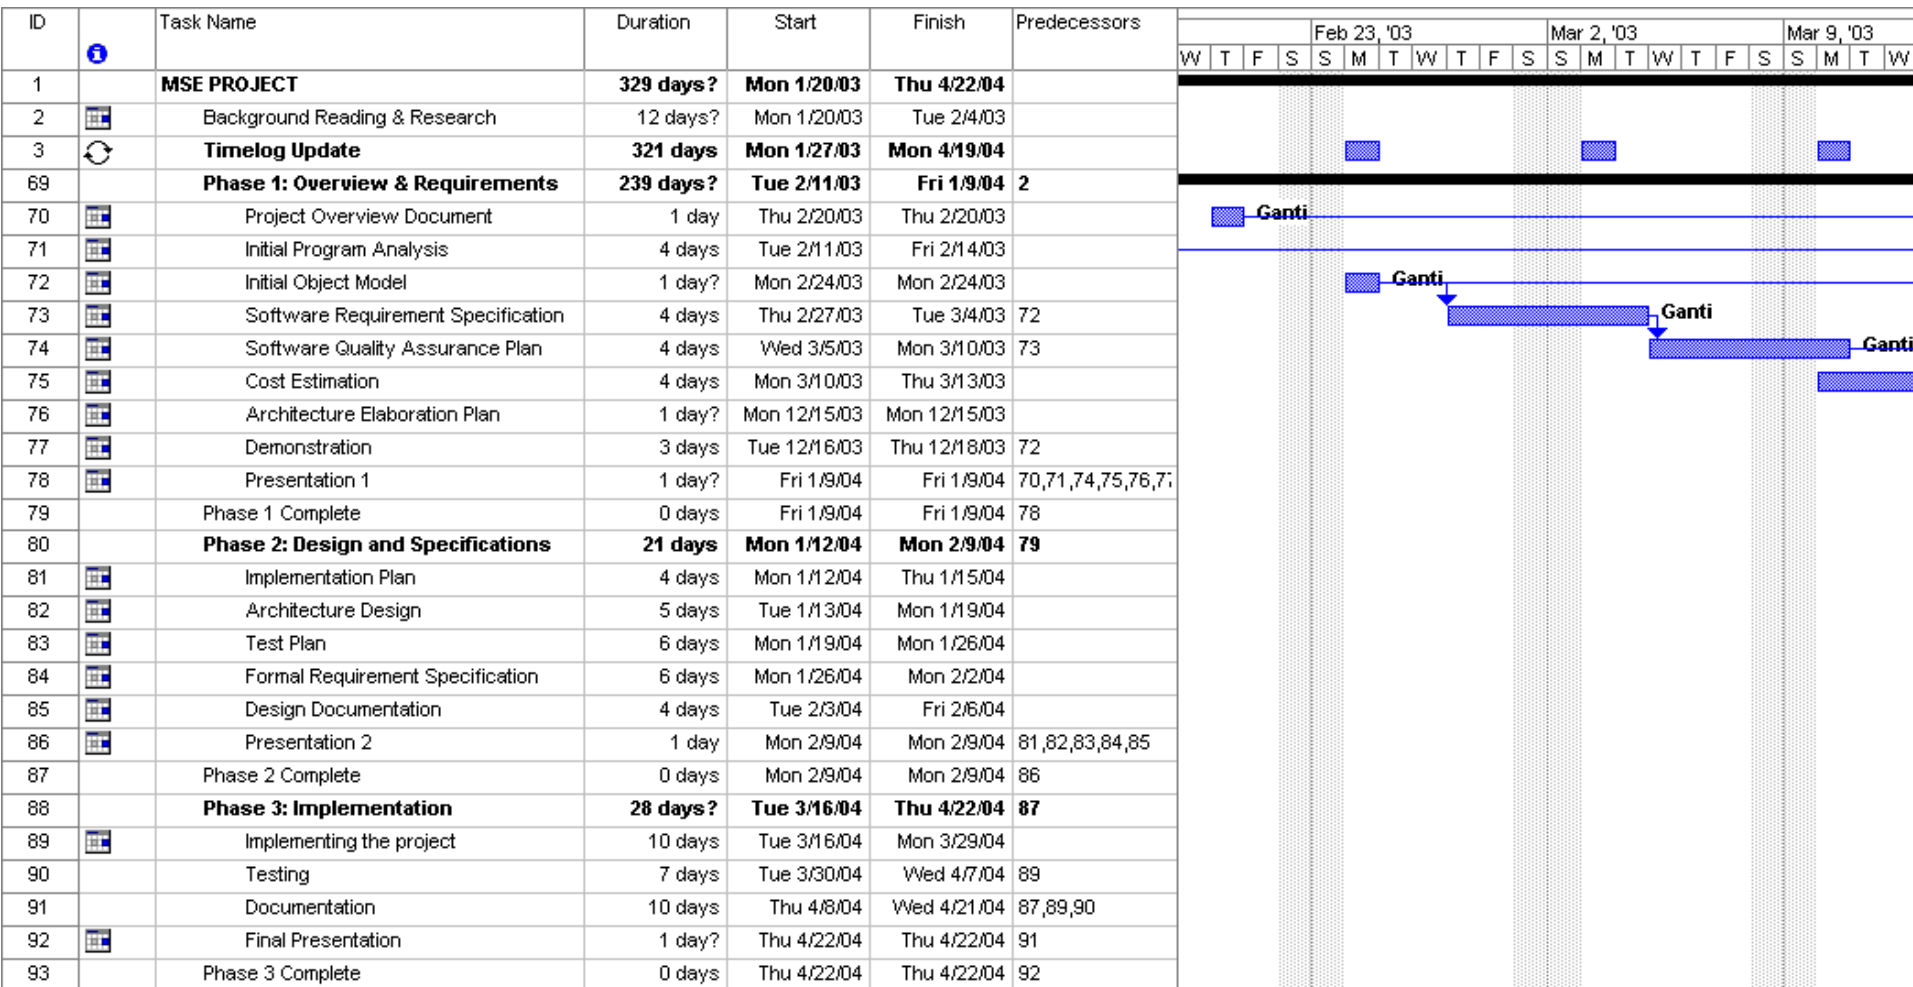 ID Task Name Duration Start Finish Predecessors
Feb 23, '03 Mar 2, '03 Mar 9, '03
W T F S S M T W T F S S M T W T F S S M T W
1 MSE PROJECT 329 days? Mon 1/20/03 Thu 4/22/04
2 Background Reading & Research 12 days? Mon 1/20/03 Tue 2/4/03
3 Timelog Update 321 days Mon 1/27/03 Mon 4/19/04
69 Phase 1: Overview & Requirements 239 days? Tue 2/11/03 Fri 1/9/04 2
70 Project Overview Document 1 day Thu 2/20/03 Thu 2/20/03 Ganti
71 Initial Program Analysis 4 days Tue 2/11/03 Fri 2/14/03
72 Initial Object Model 1 day? Mon 2/24/03 Mon 2/24/03 Ganti
73 Software Requirement Specification 4 days Thu 2/27/03 Tue 3/4/03 72 Ganti
74 Software Quality Assurance Plan 4 days Wed 3/5/03 Mon 3/10/03 73 Ganti
75 Cost Estimation 4 days Mon 3/10/03 Thu 3/13/03
76 Architecture Elaboration Plan 1 day? Mon 12/15/03 Mon 12/15/03
77 Demonstration 3 days Tue 12/16/03 Thu 12/18/03 72
78 Presentation 1 1 day? Fri 1/9/04 Fri 1/9/04 70,71,74,75,76,77
79 Phase 1 Complete 0 days Fri 1/9/04 Fri 1/9/04 78
80 Phase 2: Design and Specifications 21 days Mon 1/12/04 Mon 2/9/04 79
81 Implementation Plan 4 days Mon 1/12/04 Thu 1/15/04
82 Architecture Design 5 days Tue 1/13/04 Mon 1/19/04
83 Test Plan 6 days Mon 1/19/04 Mon 1/26/04
84 Formal Requirement Specification 6 days Mon 1/26/04 Mon 2/2/04
85 Design Documentation 4 days Tue 2/3/04 Fri 2/6/04
86 Presentation 2 1 day Mon 2/9/04 Mon 2/9/04 81,82,83,84,85
87 Phase 2 Complete 0 days Mon 2/9/04 Mon 2/9/04 86
88 Phase 3: Implementation 28 days? Tue 3/16/04 Thu 4/22/04 87
89 Implementing the project 10 days Tue 3/16/04 Mon 3/29/04
90 Testing 7 days Tue 3/30/04 Wed 4/7/04 89
91 Documentation 10 days Thu 4/8/04 Wed 4/21/04 87,89,90
92 Final Presentation 1 day? Thu 4/22/04 Thu 4/22/04 91
93 Phase 3 Complete 0 days Thu 4/22/04 Thu 4/22/04 92